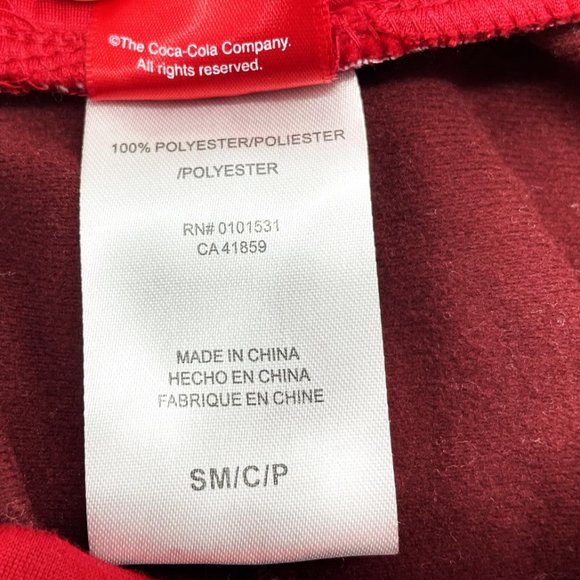 ©The Coca-Cola Company.
All rights reserved.
100% POLYESTER/POLIESTER
/POLYESTER
RN# 0101531
CA 41859
MADE IN CHINA
HECHO EN CHINA
FABRIQUE EN CHINE
SM/C/P